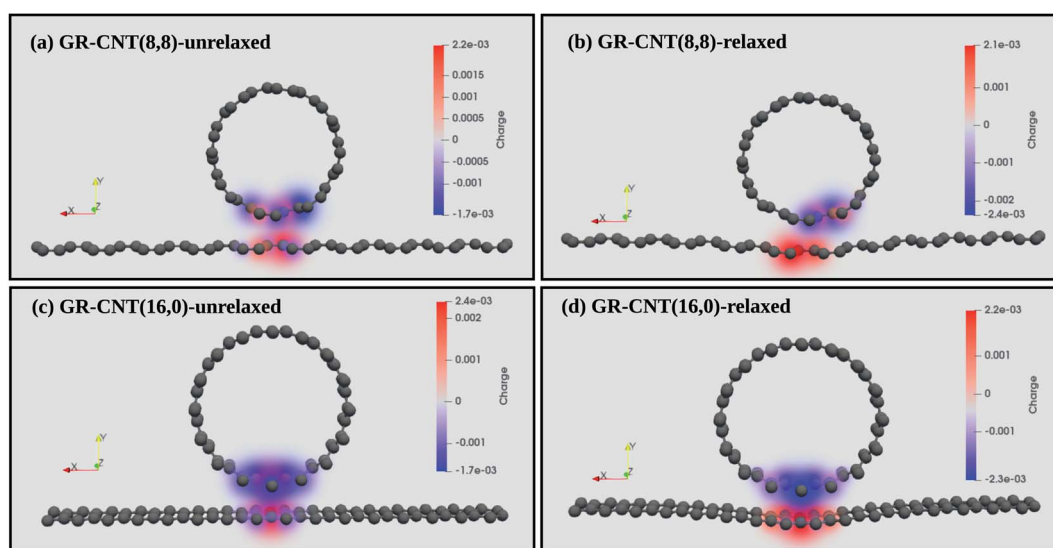 (a) GR-CNT(8,8)-unrelaxed
2.2e-03
0.0015
0.001
0.0005
0
-0.0005
-0.001
-1.7e-03
Charge
Y
X
Z
(b) GR-CNT(8,8)-relaxed
2.1e-03
0.001
0
-0.001
-0.002
-2.4e-03
Charge
Y
X
Z
(c) GR-CNT(16,0)-unrelaxed
2.4e-03
0.002
0.001
0
-0.001
-1.7e-03
Charge
Y
X
Z
(d) GR-CNT(16,0)-relaxed
2.2e-03
0.001
0
-0.001
-2.3e-03
Charge
Y
X
Z